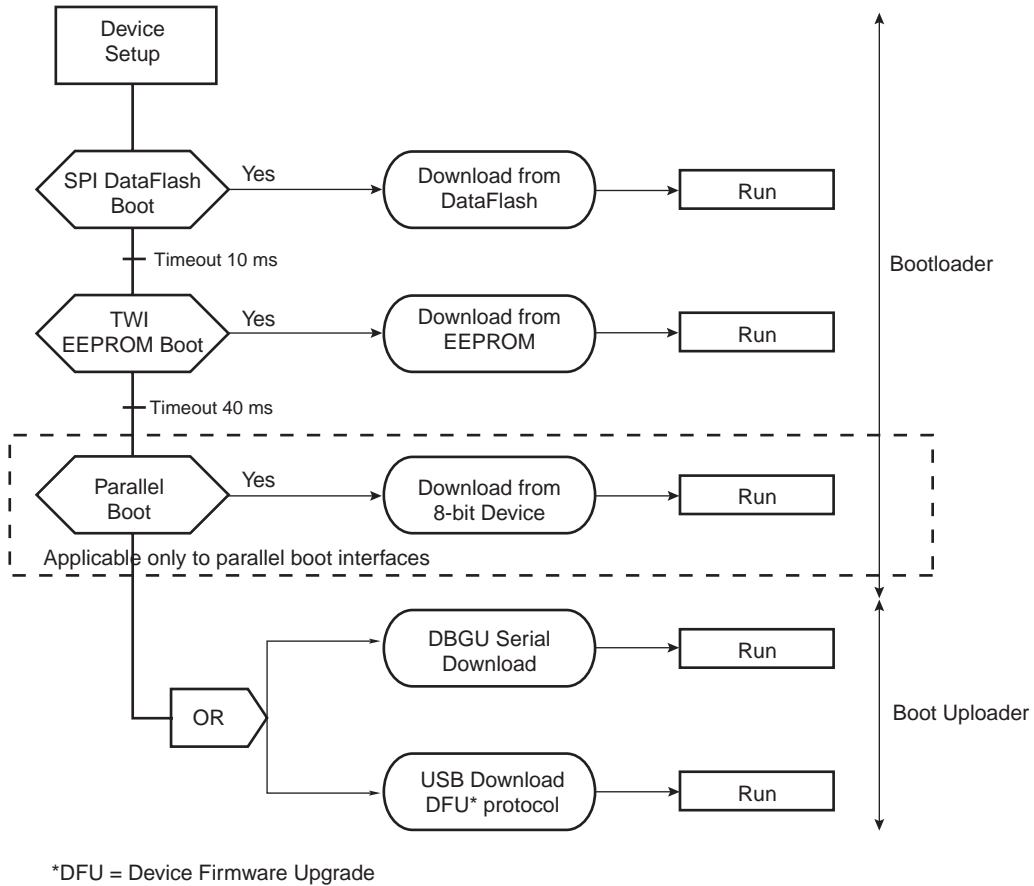 Device
Setup
SPI DataFlash
Boot
Yes
Download from
DataFlash
Run
Timeout 10 ms
Bootloader
TWI
EEPROM Boot
Yes
Download from
EEPROM
Run
Timeout 40 ms
Parallel
Boot
Yes
Download from
8-bit Device
Run
Applicable only to parallel boot interfaces
DBGU Serial
Download
Run
OR
Boot Uploader
USB Download
DFU* protocol
Run
*DFU = Device Firmware Upgrade